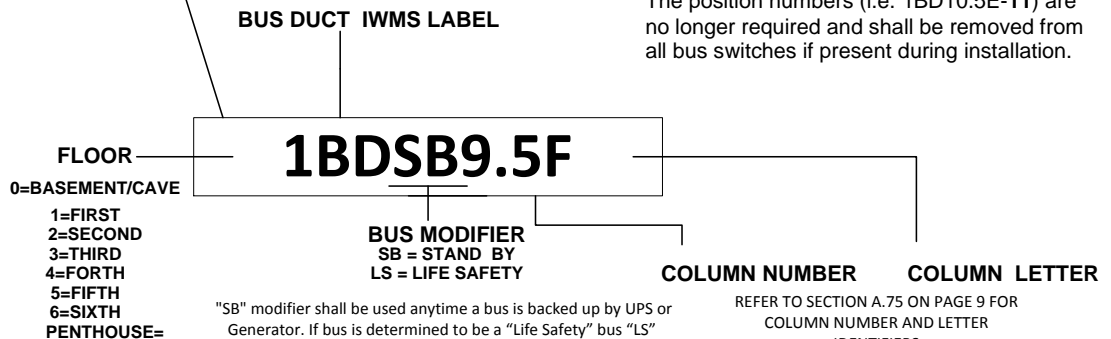 The position numbers (i.e. 1BD10.5E-11) are
no longer required and shall be removed from
all bus switches if present during installation.
BUS DUCT IWMS LABEL
1BDSB9.5F
FLOOR
0=BASEMENT/CAVE
1=FIRST
2=SECOND
3=THIRD
4=FORTH
5=FIFTH
6=SIXTH
PENTHOUSE=
BUS MODIFIER
SB = STAND BY
LS = LIFE SAFETY
"SB" modifier shall be used anytime a bus is backed up by UPS or
Generator. If bus is determined to be a “Life Safety” bus “LS”
COLUMN NUMBER
COLUMN LETTER
REFER TO SECTION A.75 ON PAGE 9 FOR
COLUMN NUMBER AND LETTER
IDENTIFIERS